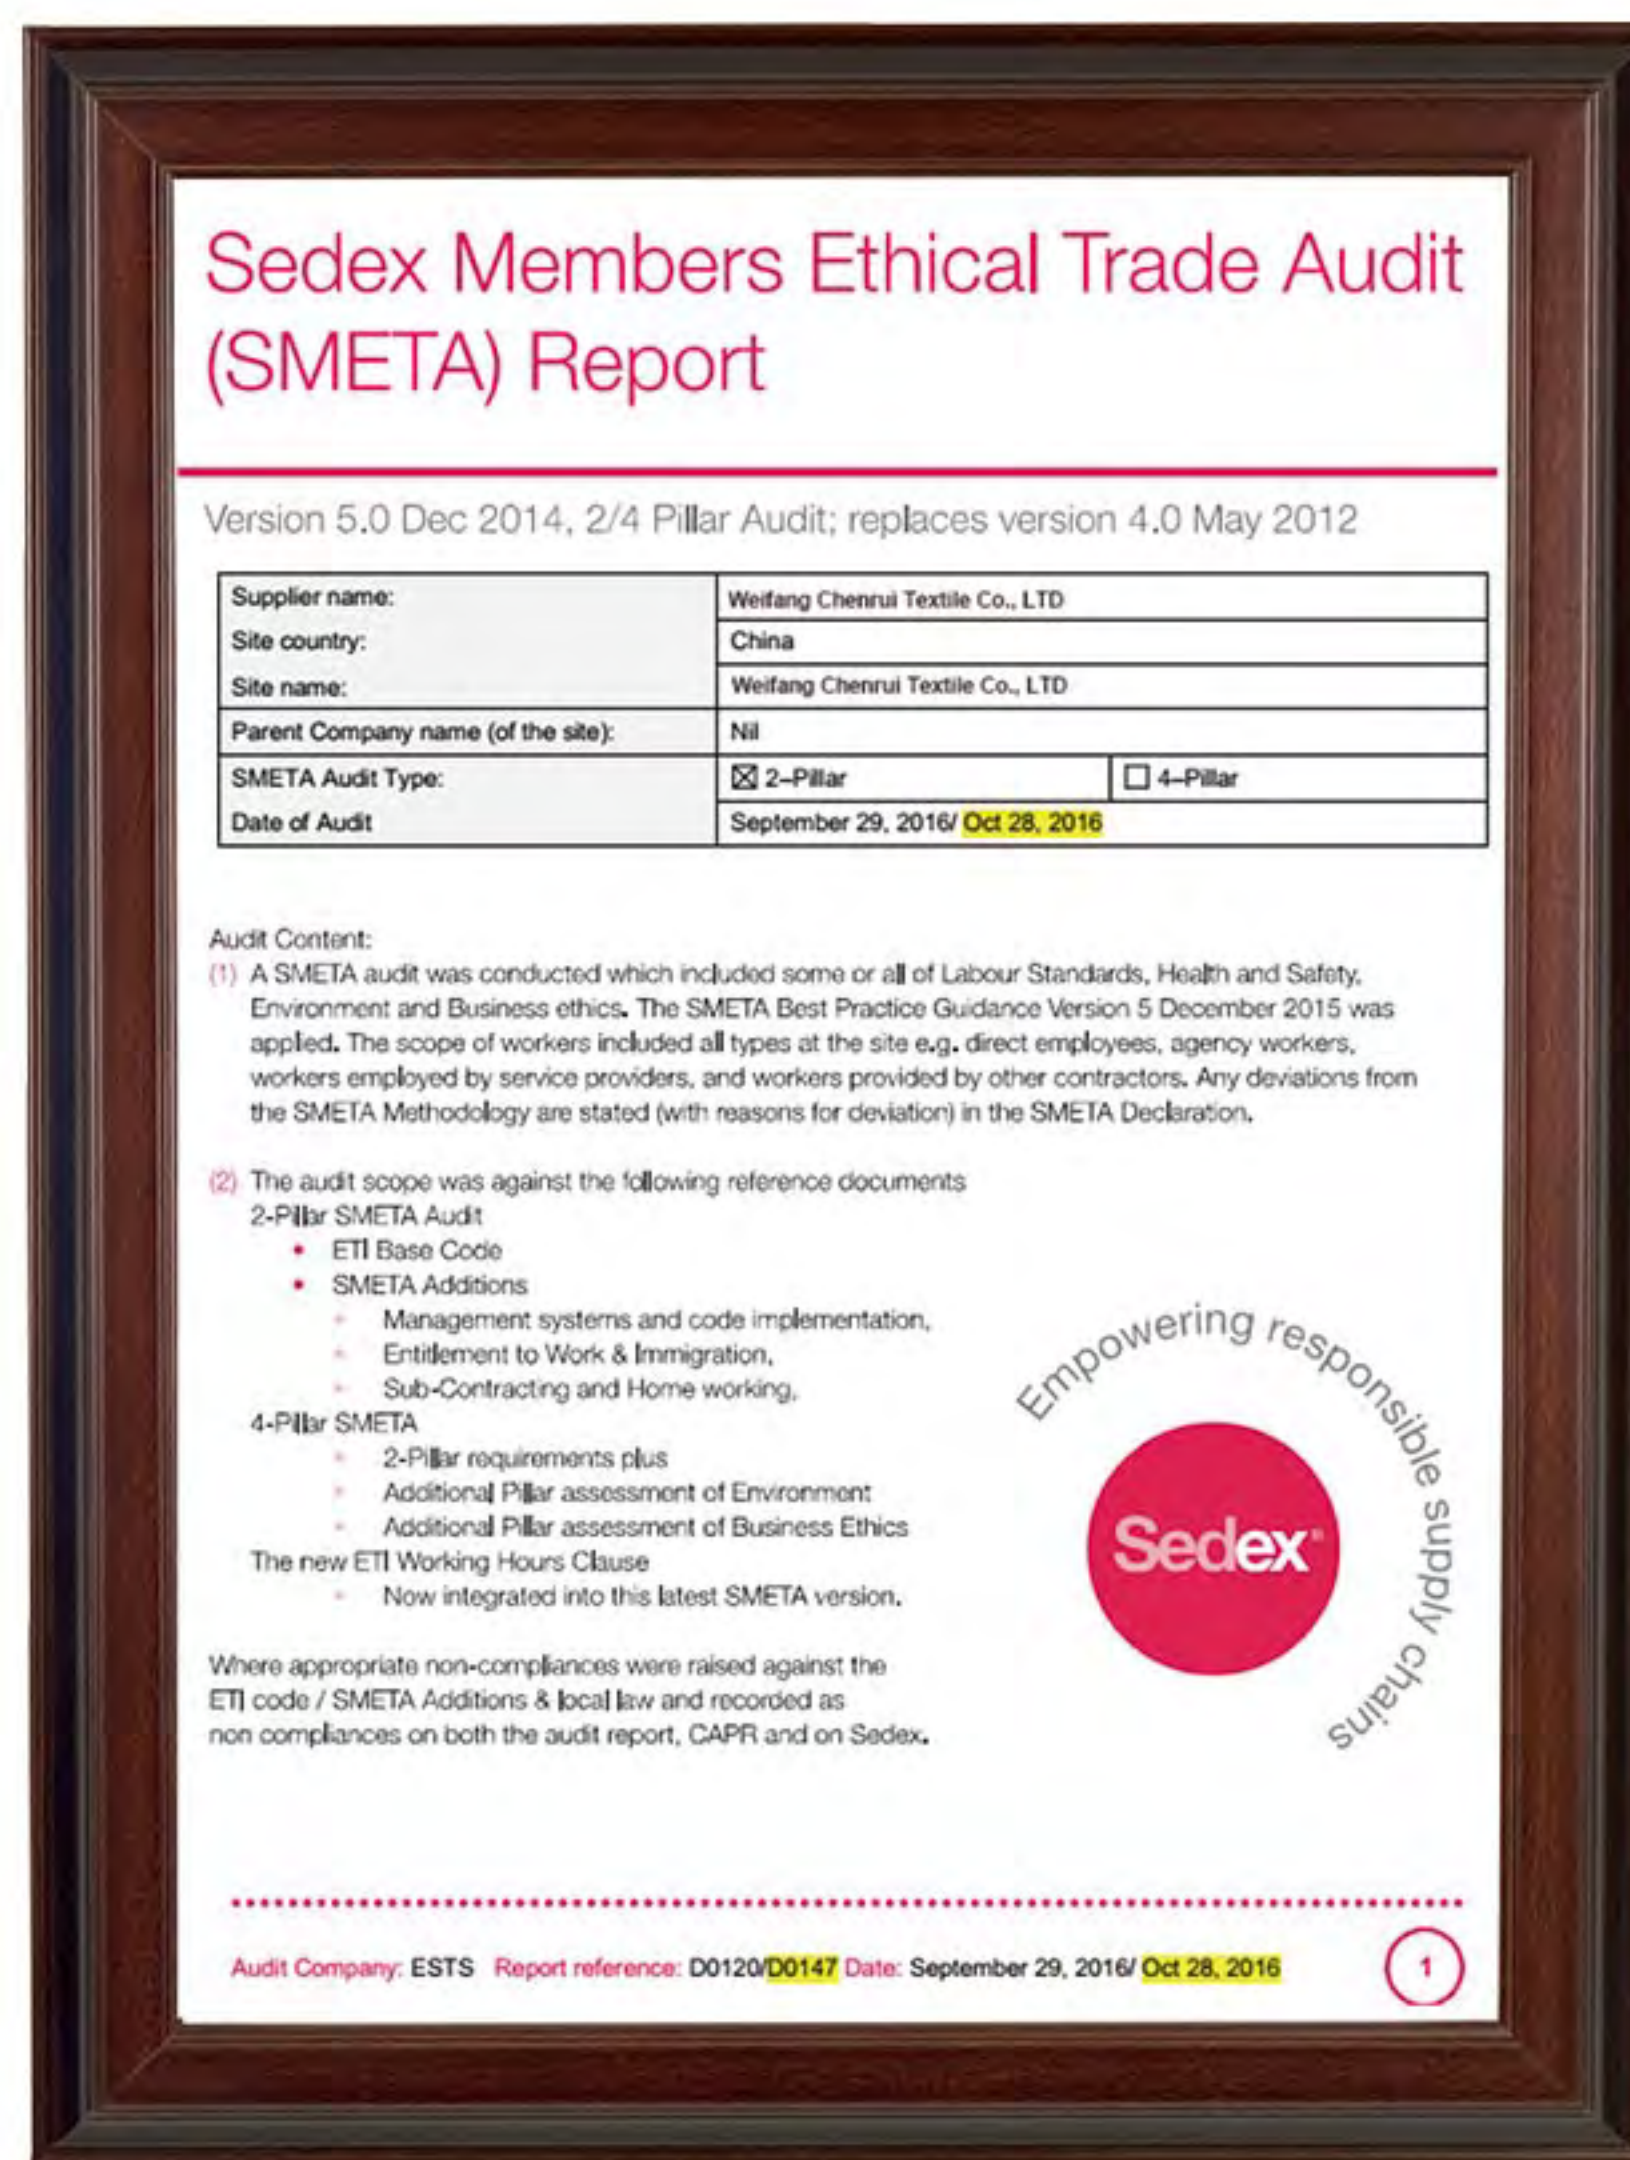 Sedex Members Ethical Trade Audit
(SMETA) Report
Version 5.0 Dec 2014, 2/4 Pillar Audit; replaces version 4.0 May 2012
Supplier name: Weifang Chenrui Textile Co., LTD
Site country: China
Site name: Weifang Chenrui Textile Co., LTD
Parent Company name (of the site): Nil
SMETA Audit Type: ☒ 2–Pillar ☐ 4–Pillar
Date of Audit September 29, 2016/ Oct 28, 2016
Audit Content:
(1) A SMETA audit was conducted which included some or all of Labour Standards, Health and Safety,
Environment and Business ethics. The SMETA Best Practice Guidance Version 5 December 2015 was
applied. The scope of workers included all types at the site e.g. direct employees, agency workers,
workers employed by service providers, and workers provided by other contractors. Any deviations from
the SMETA Methodology are stated (with reasons for deviation) in the SMETA Declaration.
(2) The audit scope was against the following reference documents
2-Pillar SMETA Audit
• ETI Base Code
• SMETA Additions
◦ Management systems and code implementation,
◦ Entitlement to Work & Immigration,
◦ Sub-Contracting and Home working,
4-Pillar SMETA
◦ 2-Pillar requirements plus
◦ Additional Pillar assessment of Environment
◦ Additional Pillar assessment of Business Ethics
The new ETI Working Hours Clause
◦ Now integrated into this latest SMETA version.
Where appropriate non-compliances were raised against the
ETI code / SMETA Additions & local law and recorded as
non compliances on both the audit report, CAPR and on Sedex.
Empowering responsible supply chains
Sedex®
Audit Company: ESTS Report reference: D0120/D0147 Date: September 29, 2016/ Oct 28, 2016
1